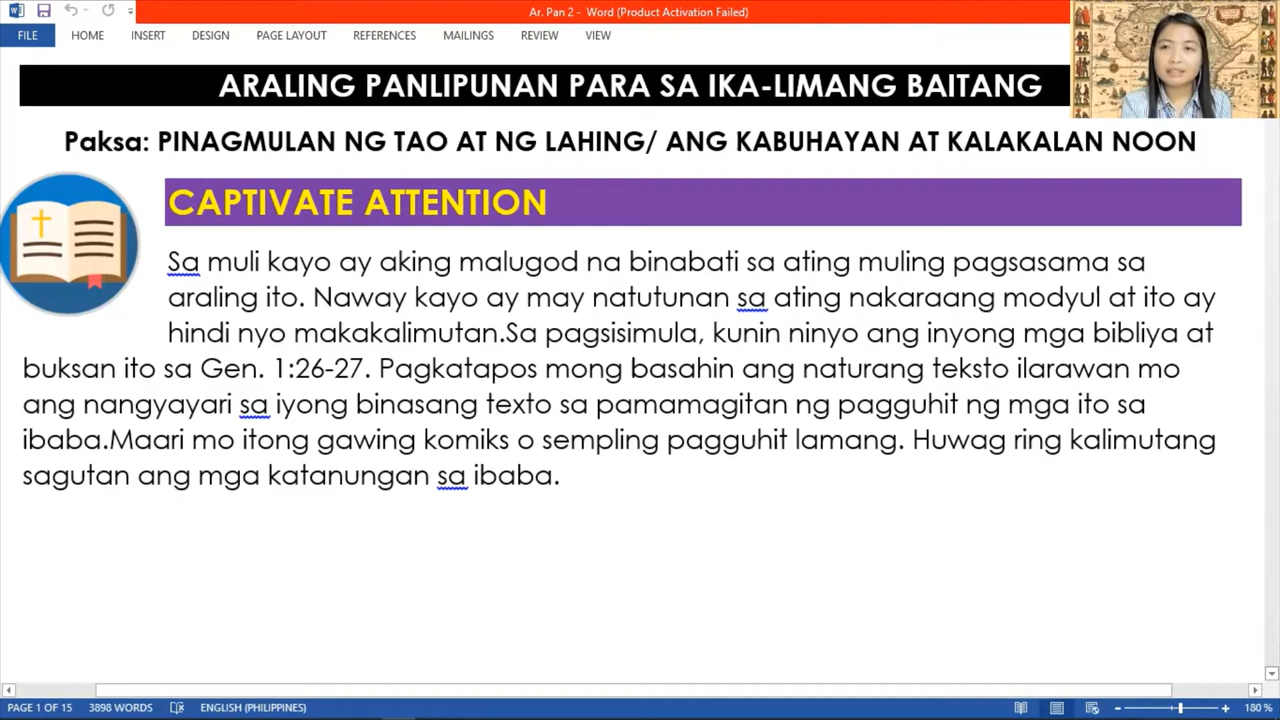 Ar. Pan 2 - Word (Product Activation Failed)
FILE HOME INSERT DESIGN PAGE LAYOUT REFERENCES MAILINGS REVIEW VIEW
ARALING PANLIPUNAN PARA SA IKA-LIMANG BAITANG
Paksa: PINAGMULAN NG TAO AT NG LAHING/ ANG KABUHAYAN AT KALAKALAN NOON
CAPTIVATE ATTENTION
Sa muli kayo ay aking malugod na binabati sa ating muling pagsasama sa
araling ito. Naway kayo ay may natutunan sa ating nakaraang modyul at ito ay
hindi nyo makakalimutan.Sa pagsisimula, kunin ninyo ang inyong mga bibliya at
buksan ito sa Gen. 1:26-27. Pagkatapos mong basahin ang naturang teksto ilarawan mo
ang nangyayari sa iyong binasang texto sa pamamagitan ng pagguhit ng mga ito sa
ibaba.Maari mo itong gawing komiks o sempling pagguhit lamang. Huwag ring kalimutang
sagutan ang mga katanungan sa ibaba.
PAGE 1 OF 15 3898 WORDS ENGLISH (PHILIPPINES) 180 %